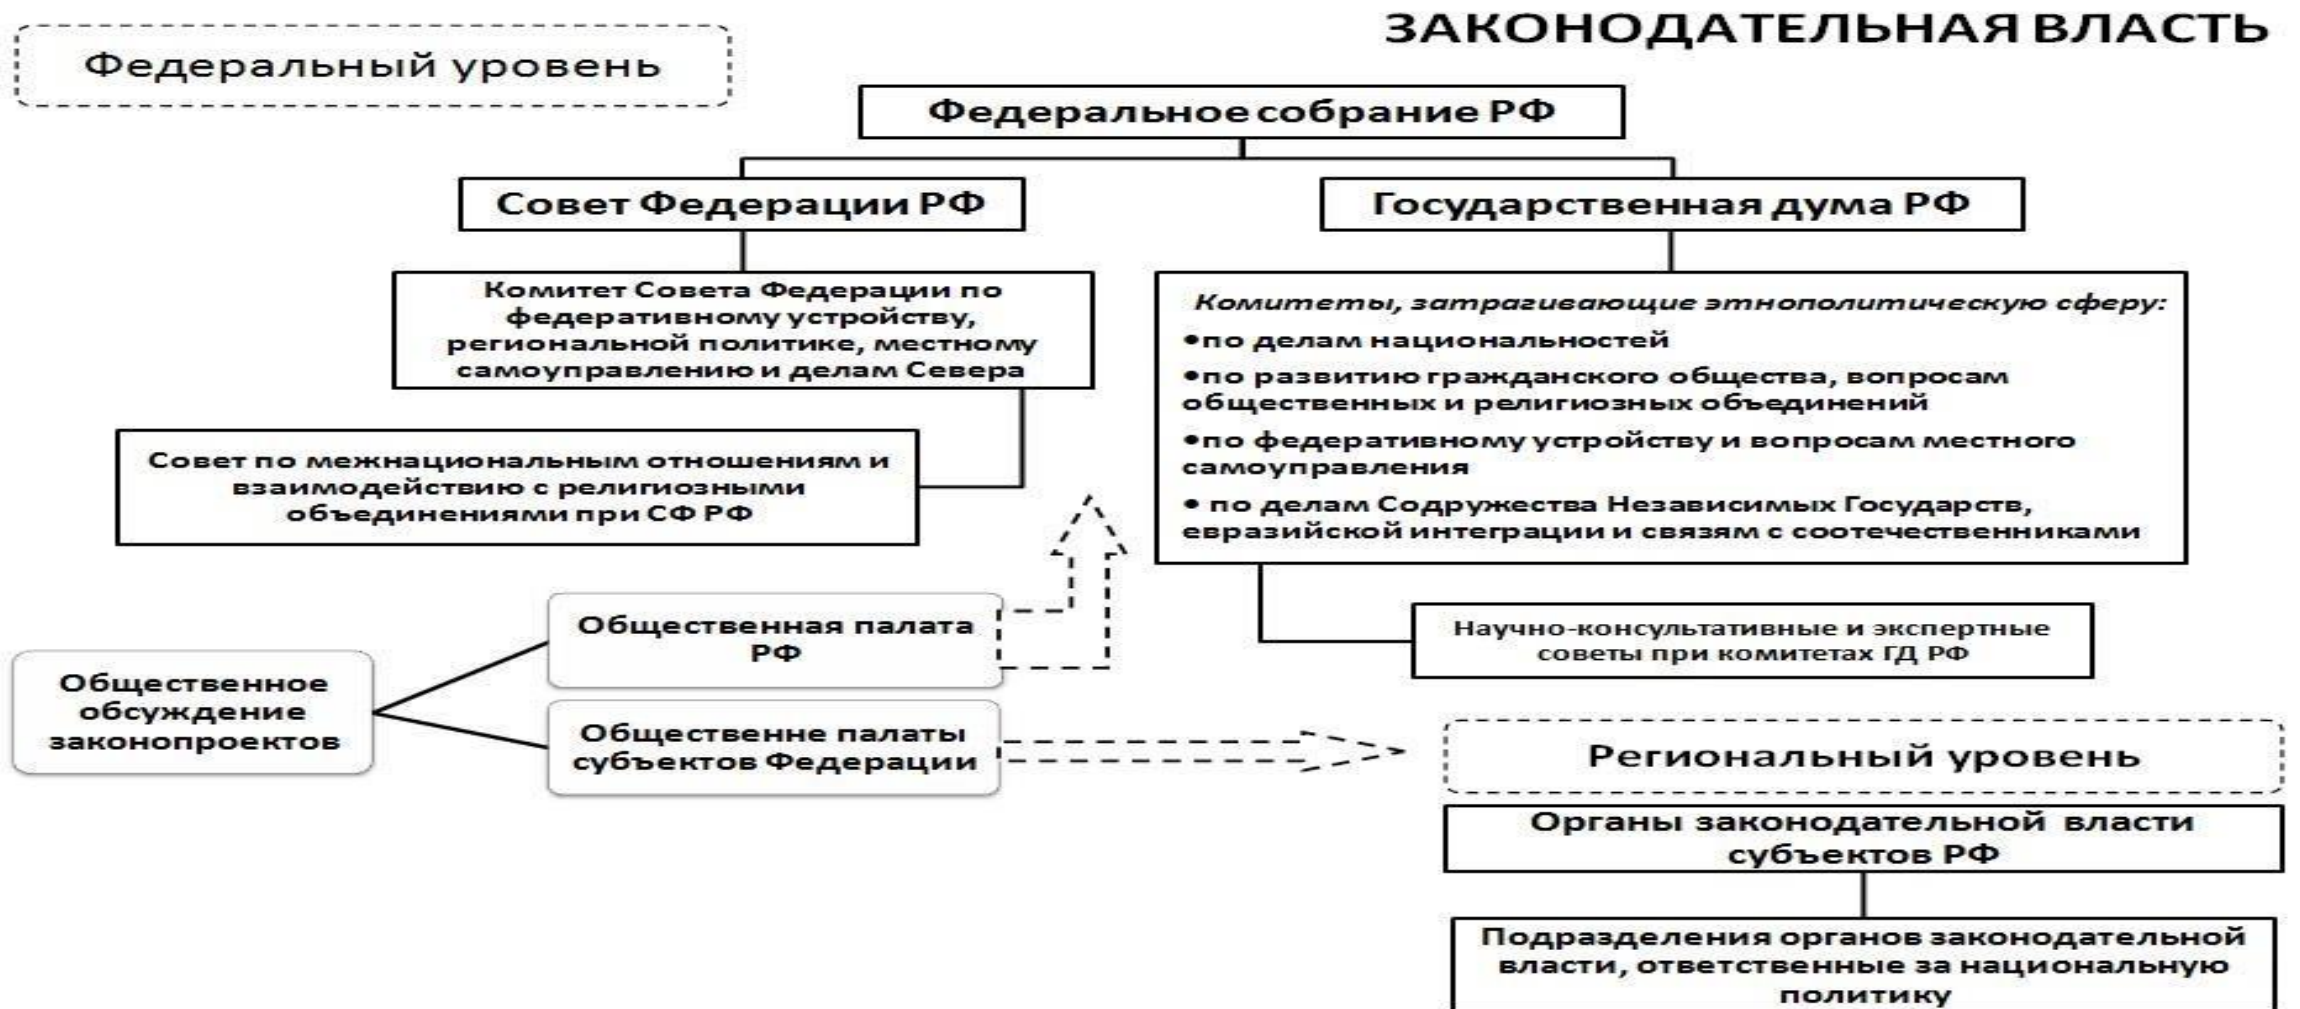 ЗАКОНОДАТЕЛЬНАЯ ВЛАСТЬ
Федеральный уровень
Федеральное собрание РФ
Совет Федерации РФ
Государственная дума РФ
Комитет Совета Федерации по
федеративному устройству,
региональной политике, местному
самоуправлению и делам Севера
Совет по межнациональным отношениям и
взаимодействию с религиозными
объединениями при СФ РФ
Комитеты, затрагивающие этнополитическую сферу:
•по делам национальностей
•по развитию гражданского общества, вопросам
общественных и религиозных объединений
•по федеративному устройству и вопросам местного
самоуправления
• по делам Содружества Независимых Государств,
евразийской интеграции и связям с соотечественниками
Научно-консультативные и экспертные
советы при комитетах ГД РФ
Общественное
обсуждение
законопроектов
Общественная палата
РФ
Общественне палаты
субъектов Федерации
Региональный уровень
Органы законодательной власти
субъектов РФ
Подразделения органов законодательной
власти, ответственные за национальную
политику